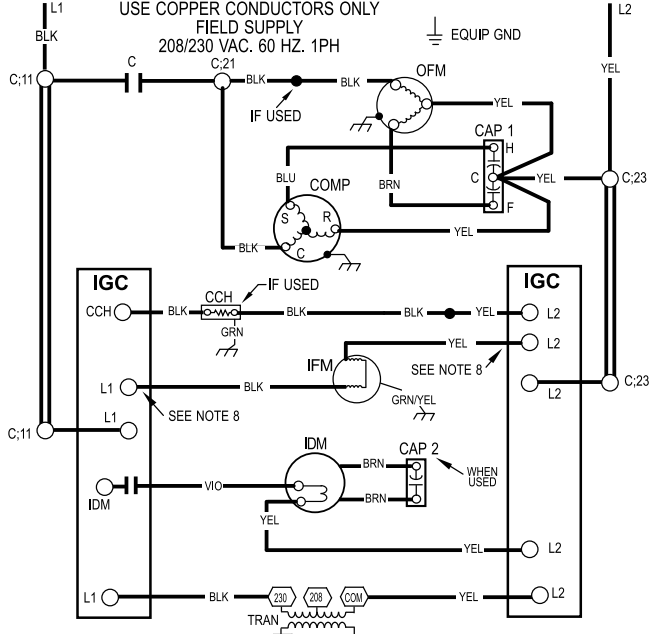 USE COPPER CONDUCTORS ONLY
FIELD SUPPLY
208/230 VAC. 60 HZ. 1PH
L1
L2
BLK
EQUIP GND
YEL
C;11
C
C;21
BLK
BLK
OFM
IF USED
YEL
CAP 1
H
BLU
COMP
BRN
C
YEL
C;23
S
R
F
YEL
BLK
C
IGC
IGC
IF USED
CCH
BLK
CCH
BLK
BLK
YEL
L2
GRN
YEL
L2
IFM
SEE NOTE 8
L1
BLK
GRN/YEL
L2
C;23
SEE NOTE 8
L1
C;11
IDM
CAP 2
BRN
WHEN
USED
VIO
BRN
IDM
YEL
YEL
L2
L1
BLK
230
208
COM
YEL
L2
TRAN